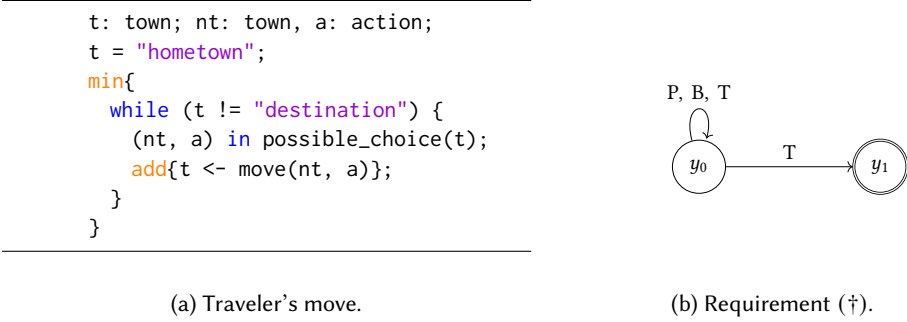 t: town; nt: town, a: action;
t = "hometown";
min{
while (t != "destination") {
(nt, a) in possible_choice(t);
add{t <- move(nt, a)};
}
}
(a) Traveler's move.
P, B, T
y0
T
y1
(b) Requirement (†).